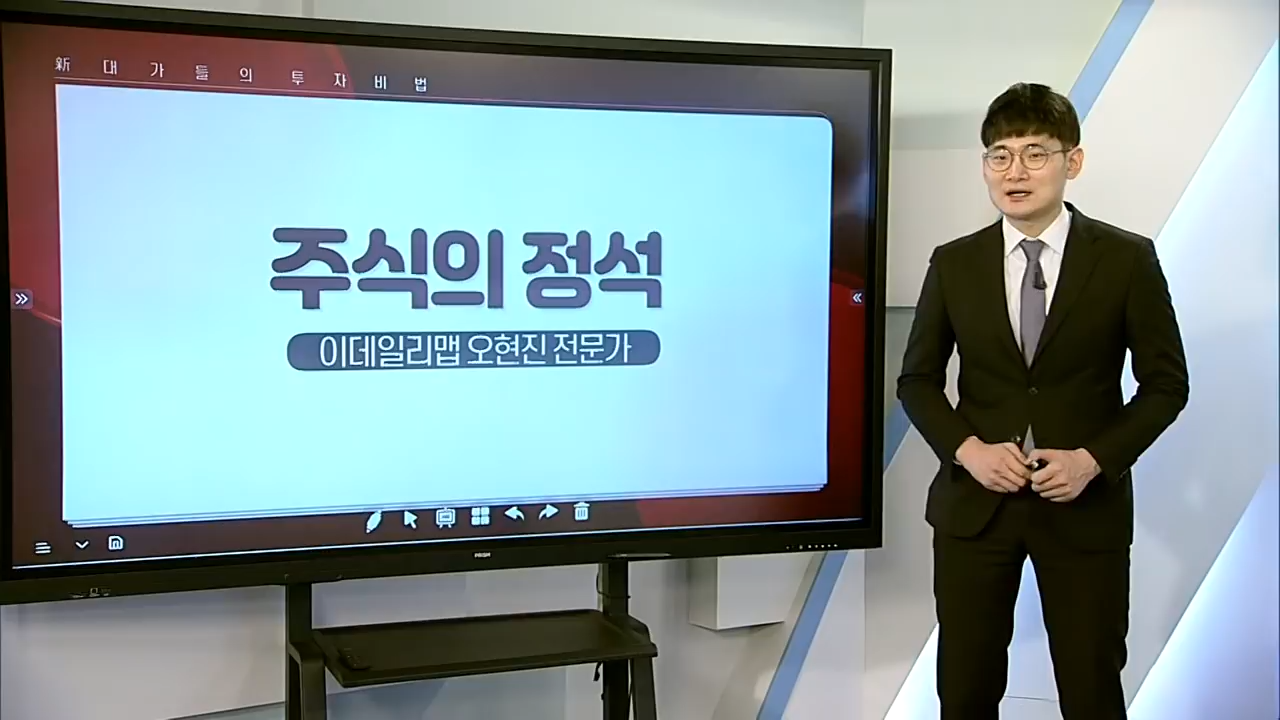 新 대 가 들 의 투 자 비 법
주식의 정석
이데일리맵 오현진 전문가
PRISM